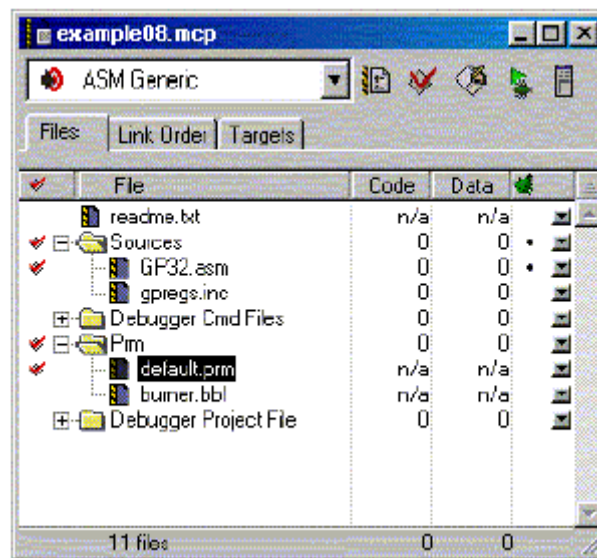 example08.mcp
ASM Generic
Files Link Order Targets
File Code Data
readme.txt n/a n/a
Sources 0 0
GP32.asm 0 0
gpregs.inc 0 0
Debugger Cmd Files 0 0
Prm 0 0
default.prm n/a n/a
burner.bbl n/a n/a
Debugger Project File 0 0
11 files 0 0